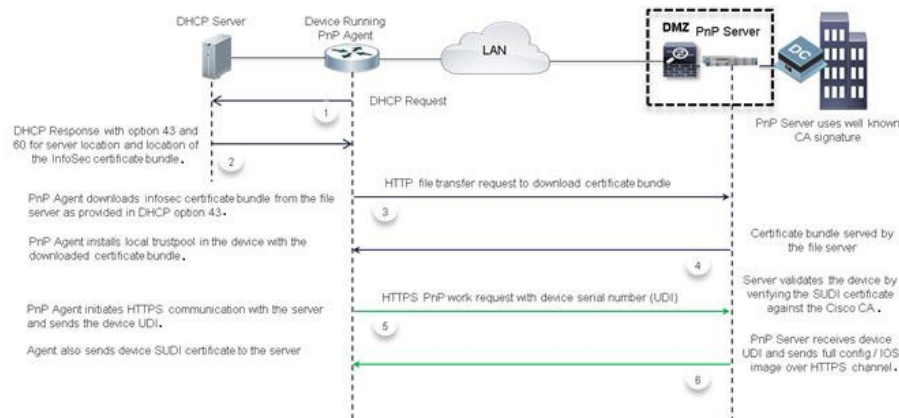 DHCP Server
Device Running
PnP Agent
LAN
DMZ
PnP Server
DC
PnP Server uses well known
CA signature
1
DHCP Request
DHCP Response with option 43 and
60 for server location and location of
the InfoSec certificate bundle.
2
HTTP file transfer request to download certificate bundle
3
PnP Agent downloads infosec certificate bundle from the file
server as provided in DHCP option 43.
PnP Agent installs local trustpool in the device with the
downloaded certificate bundle.
Certificate bundle served by
the file server
4
HTTPS PnP work request with device serial number (UDI)
5
Server validates the device by
verifying the SUDI certificate
against the Cisco CA.
PnP Agent initiates HTTPS communication with the server
and sends the device UDI.
Agent also sends device SUDI certificate to the server
PnP Server receives device
UDI and sends full config / IOS
image over HTTPS channel.
6